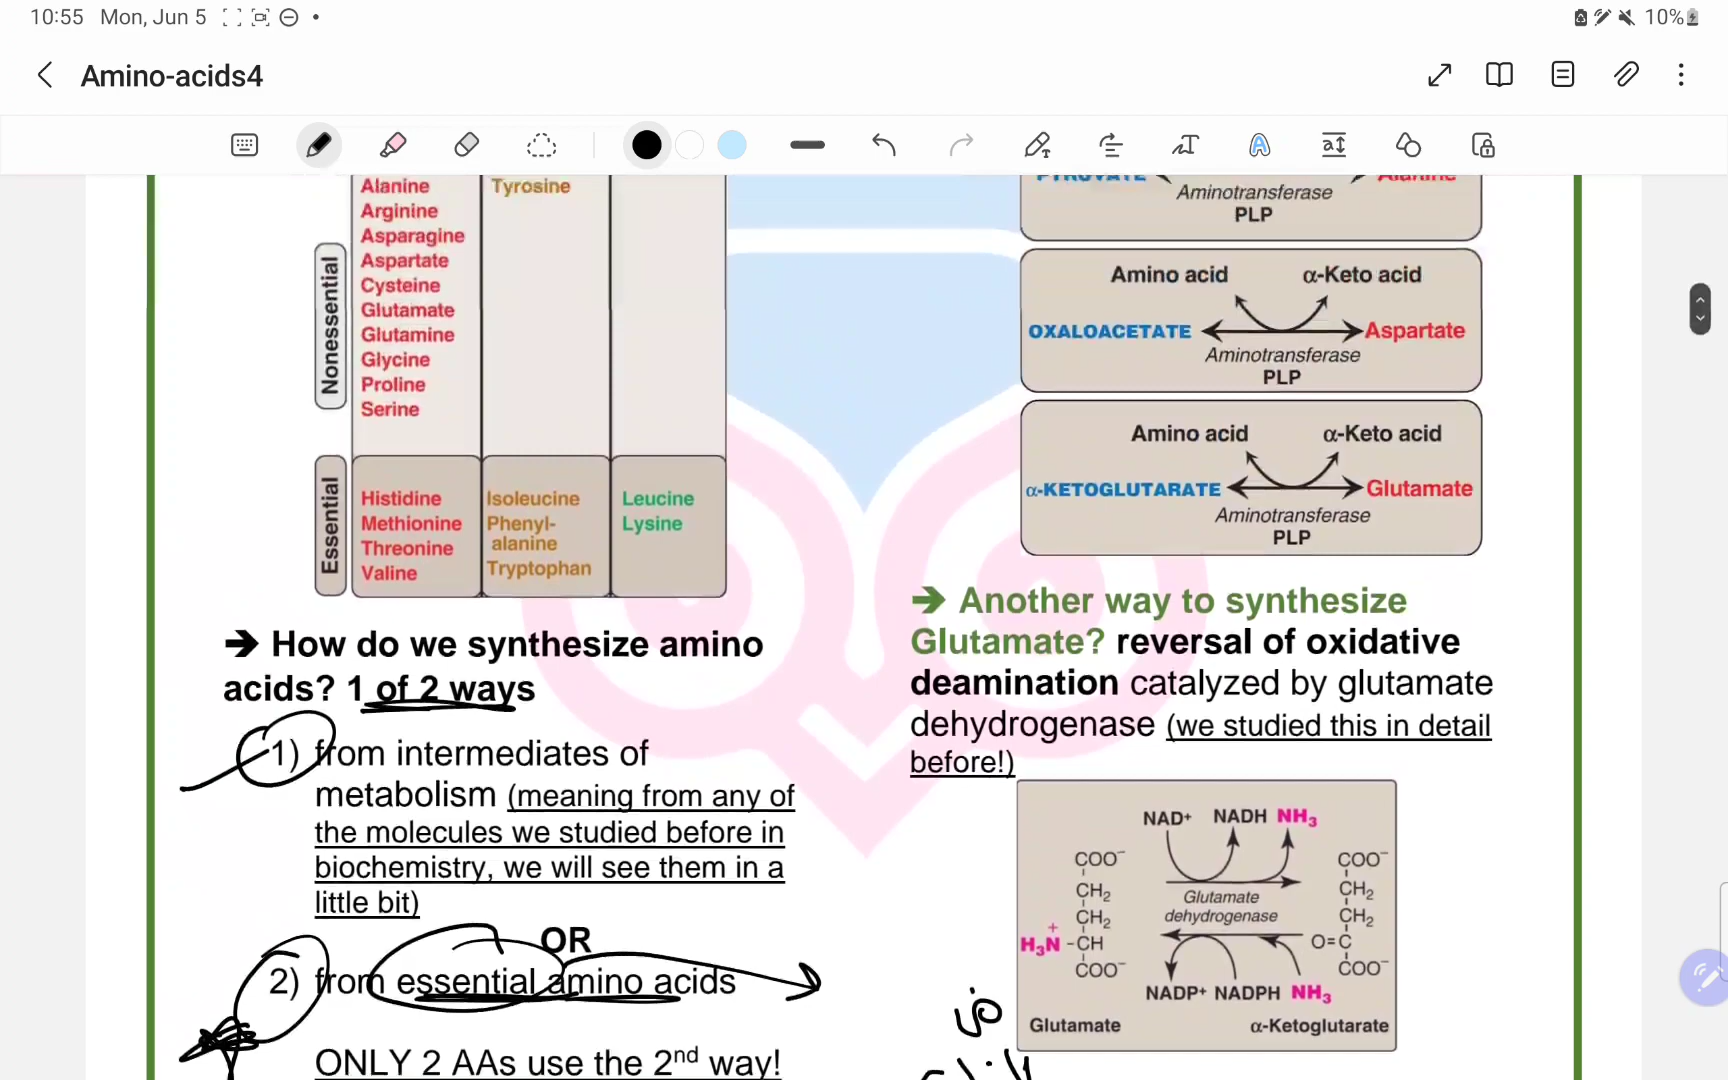 10:55 Mon, Jun 5
10%
Amino-acids4
Alanine
Arginine
Asparagine
Aspartate
Cysteine
Glutamate
Glutamine
Glycine
Proline
Serine
Tyrosine
Nonessential
Essential
Histidine
Methionine
Threonine
Valine
Isoleucine
Phenyl-
alanine
Tryptophan
Leucine
Lysine
➔ How do we synthesize amino
acids? 1 of 2 ways
1) from intermediates of
metabolism (meaning from any of
the molecules we studied before in
biochemistry, we will see them in a
little bit)
OR
2) from essential amino acids
ONLY 2 AAs use the 2nd way!
PYRUVATE Alanine
Aminotransferase
PLP
Amino acid α-Keto acid
OXALOACETATE Aspartate
Aminotransferase
PLP
Amino acid α-Keto acid
α-KETOGLUTARATE Glutamate
Aminotransferase
PLP
➔ Another way to synthesize
Glutamate? reversal of oxidative
deamination catalyzed by glutamate
dehydrogenase (we studied this in detail
before!)
NAD⁺ NADH NH₃
COO⁻
CH₂
CH₂
H₃N⁺-CH
COO⁻
Glutamate
dehydrogenase
COO⁻
CH₂
CH₂
O=C
COO⁻
NADP⁺ NADPH NH₃
Glutamate α-Ketoglutarate